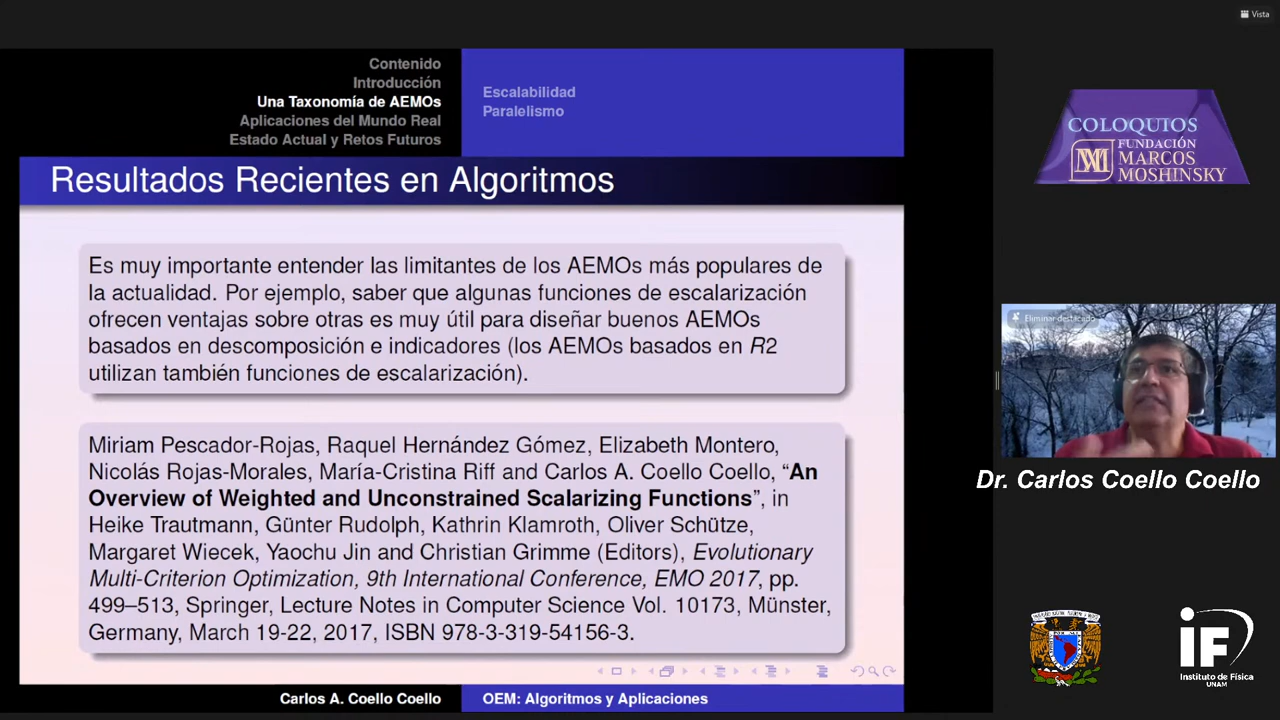 Vista
Contenido
Introducción
Una Taxonomía de AEMOs
Aplicaciones del Mundo Real
Estado Actual y Retos Futuros
Escalabilidad
Paralelismo
Resultados Recientes en Algoritmos
Es muy importante entender las limitantes de los AEMOs más populares de
la actualidad. Por ejemplo, saber que algunas funciones de escalarización
ofrecen ventajas sobre otras es muy útil para diseñar buenos AEMOs
basados en descomposición e indicadores (los AEMOs basados en R2
utilizan también funciones de escalarización).
Miriam Pescador-Rojas, Raquel Hernández Gómez, Elizabeth Montero,
Nicolás Rojas-Morales, María-Cristina Riff and Carlos A. Coello Coello, “An
Overview of Weighted and Unconstrained Scalarizing Functions”, in
Heike Trautmann, Günter Rudolph, Kathrin Klamroth, Oliver Schütze,
Margaret Wiecek, Yaochu Jin and Christian Grimme (Editors), Evolutionary
Multi-Criterion Optimization, 9th International Conference, EMO 2017, pp.
499–513, Springer, Lecture Notes in Computer Science Vol. 10173, Münster,
Germany, March 19-22, 2017, ISBN 978-3-319-54156-3.
Carlos A. Coello Coello
OEM: Algoritmos y Aplicaciones
COLOQUIOS
FUNDACIÓN
MARCOS
MOSHINSKY
Eliminar destacado
Dr. Carlos Coello Coello
iF
Instituto de Física
UNAM